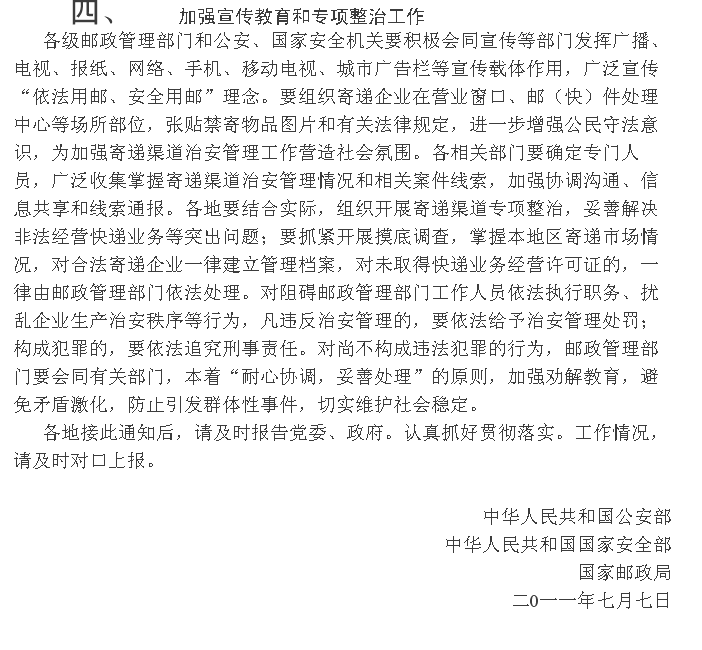 四、 加强宣传教育和专项整治工作
各级邮政管理部门和公安、国家安全机关要积极会同宣传等部门发挥广播、
电视、报纸、网络、手机、移动电视、城市广告栏等宣传载体作用，广泛宣传
“依法用邮、安全用邮”理念。要组织寄递企业在营业窗口、邮（快）件处理
中心等场所部位，张贴禁寄物品图片和有关法律规定，进一步增强公民守法意
识，为加强寄递渠道治安管理工作营造社会氛围。各相关部门要确定专门人
员，广泛收集掌握寄递渠道治安管理情况和相关案件线索，加强协调沟通、信
息共享和线索通报。各地要结合实际，组织开展寄递渠道专项整治，妥善解决
非法经营快递业务等突出问题；要抓紧开展摸底调查，掌握本地区寄递市场情
况，对合法寄递企业一律建立管理档案，对未取得快递业务经营许可证的，一
律由邮政管理部门依法处理。对阻碍邮政管理部门工作人员依法执行职务、扰
乱企业生产治安秩序等行为，凡违反治安管理的，要依法给予治安管理处罚；
构成犯罪的，要依法追究刑事责任。对尚不构成违法犯罪的行为，邮政管理部
门要会同有关部门，本着“耐心协调，妥善处理”的原则，加强劝解教育，避
免矛盾激化，防止引发群体性事件，切实维护社会稳定。
各地接此通知后，请及时报告党委、政府。认真抓好贯彻落实。工作情况，
请及时对口上报。
中华人民共和国公安部
中华人民共和国国家安全部
国家邮政局
二0一一年七月七日